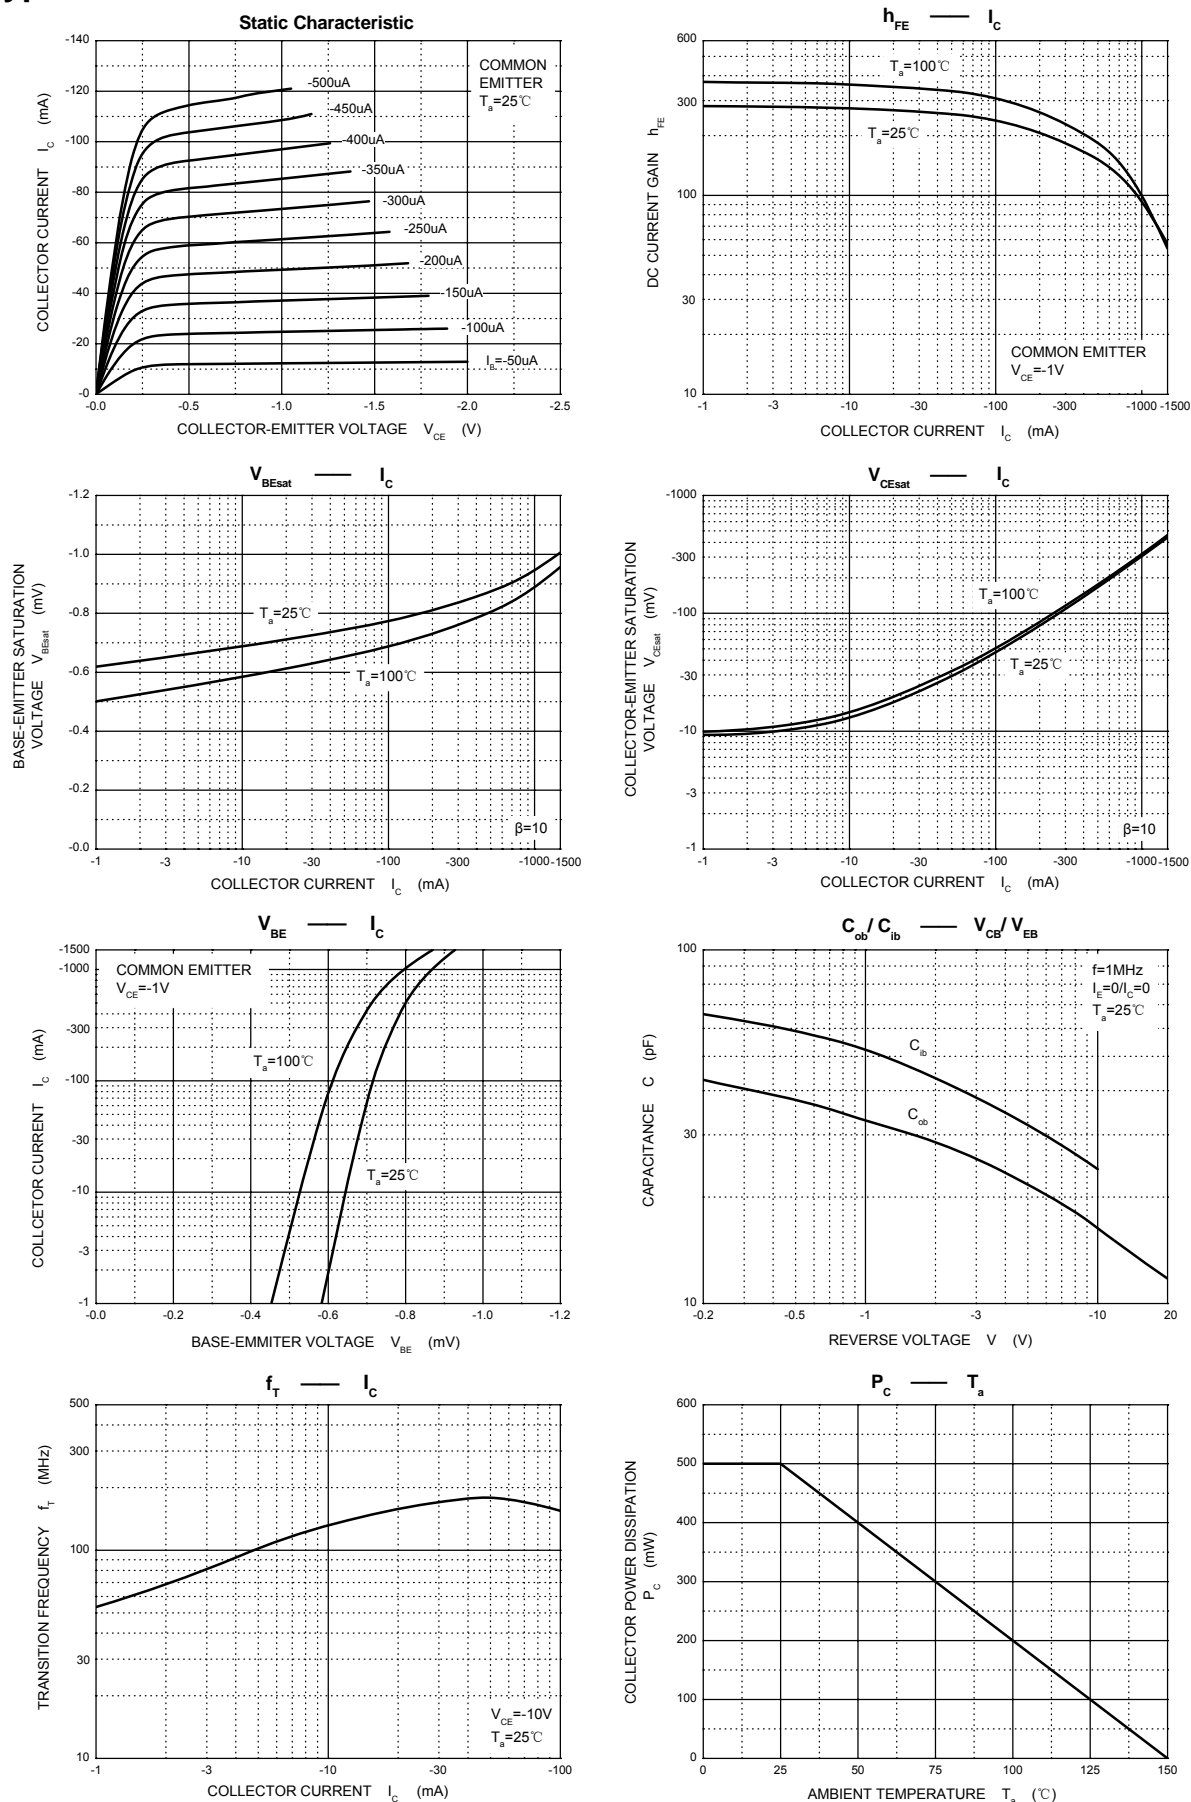 Static Characteristic
COLLECTOR CURRENT I_C (mA)
-140
-120
-100
-80
-60
-40
-20
-0
-500uA
-450uA
-400uA
-350uA
-300uA
-250uA
-200uA
-150uA
-100uA
I_B=-50uA
COMMON
EMITTER
T_a=25℃
-0.0 -0.5 -1.0 -1.5 -2.0 -2.5
COLLECTOR-EMITTER VOLTAGE V_CE (V)
h_FE —— I_C
DC CURRENT GAIN h_FE
600
300
100
30
10
T_a=100℃
T_a=25℃
COMMON EMITTER
V_CE=-1V
-1 -3 -10 -30 -100 -300 -1000 -1500
COLLECTOR CURRENT I_C (mA)
V_BEsat —— I_C
BASE-EMITTER SATURATION
VOLTAGE V_BEsat (mV)
-1.2
-1.0
-0.8
-0.6
-0.4
-0.2
-0.0
T_a=25℃
T_a=100℃
β=10
-1 -3 -10 -30 -100 -300 -1000 -1500
COLLECTOR CURRENT I_C (mA)
V_CEsat —— I_C
COLLECTOR-EMITTER SATURATION
VOLTAGE V_CEsat (mV)
-1000
-300
-100
-30
-10
-3
-1
T_a=100℃
T_a=25℃
β=10
-1 -3 -10 -30 -100 -300 -1000 -1500
COLLECTOR CURRENT I_C (mA)
V_BE —— I_C
COLLCETOR CURRENT I_C (mA)
-1500
-1000
-300
-100
-30
-10
-3
-1
COMMON EMITTER
V_CE=-1V
T_a=100℃
T_a=25℃
-0.0 -0.2 -0.4 -0.6 -0.8 -1.0 -1.2
BASE-EMMITER VOLTAGE V_BE (mV)
C_ob/ C_ib —— V_CB/ V_EB
CAPACITANCE C (pF)
100
30
10
f=1MHz
I_E=0/I_C=0
T_a=25℃
C_ib
C_ob
-0.2 -0.5 -1 -3 -10 20
REVERSE VOLTAGE V (V)
f_T —— I_C
TRANSITION FREQUENCY f_T (MHz)
500
300
100
30
10
V_CE=-10V
T_a=25℃
-1 -3 -10 -30 -100
COLLECTOR CURRENT I_C (mA)
P_C —— T_a
COLLECTOR POWER DISSIPATION
P_C (mW)
600
500
400
300
200
100
0
0 25 50 75 100 125 150
AMBIENT TEMPERATURE T_a (℃)